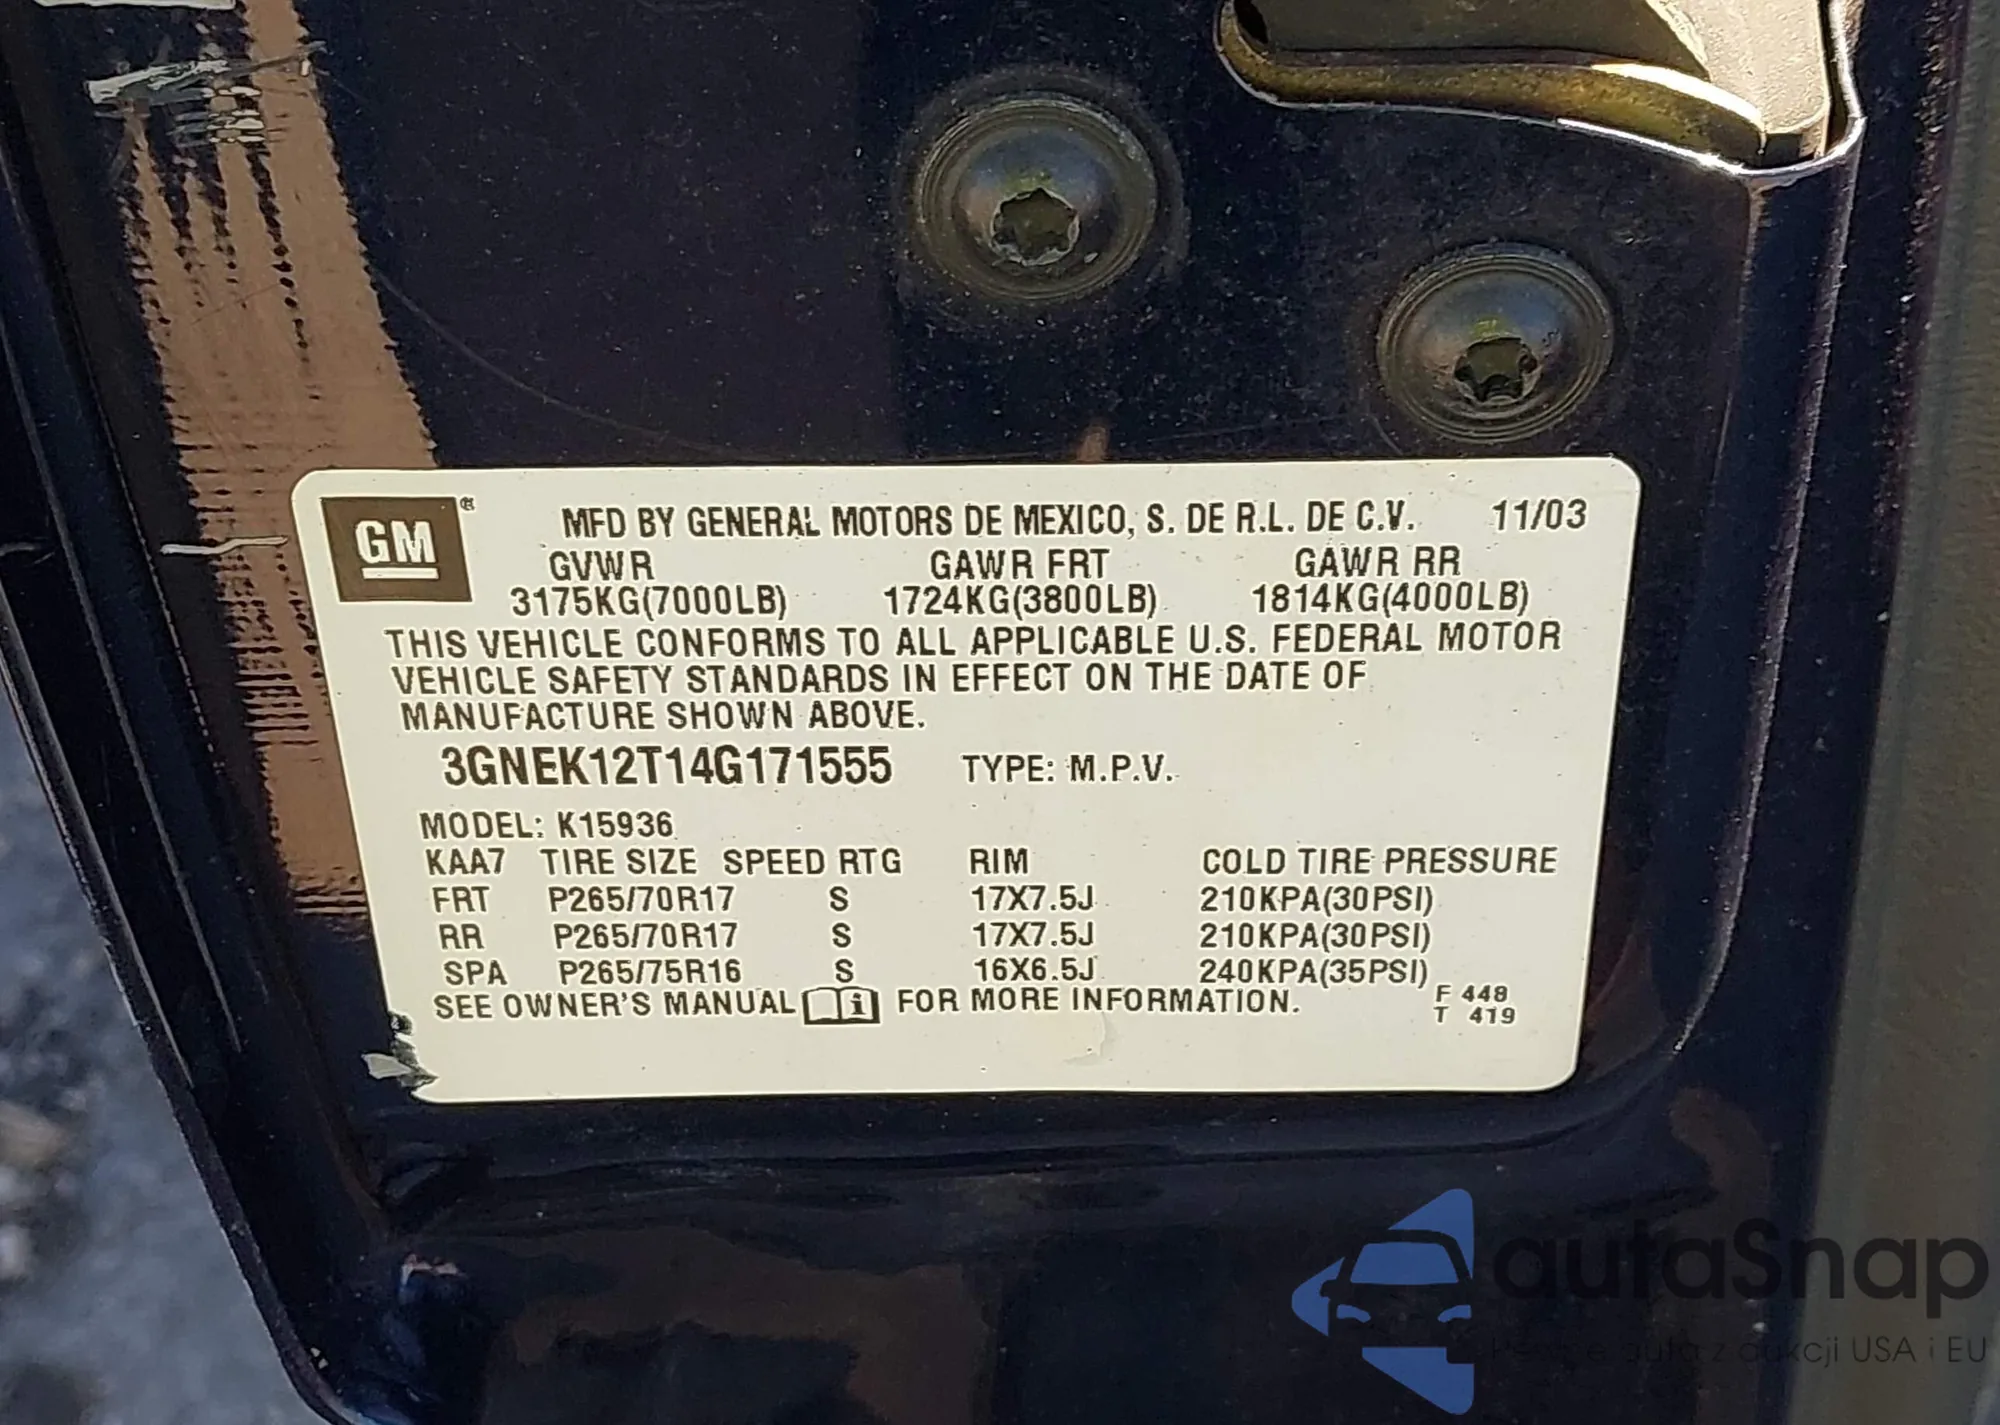 GM ®
MFD BY GENERAL MOTORS DE MEXICO, S. DE R.L. DE C.V. 11/03
GVWR GAWR FRT GAWR RR
3175KG(7000LB) 1724KG(3800LB) 1814KG(4000LB)
THIS VEHICLE CONFORMS TO ALL APPLICABLE U.S. FEDERAL MOTOR
VEHICLE SAFETY STANDARDS IN EFFECT ON THE DATE OF
MANUFACTURE SHOWN ABOVE.
3GNEK12T14G171555 TYPE: M.P.V.
MODEL: K15936
KAA7 TIRE SIZE SPEED RTG RIM COLD TIRE PRESSURE
FRT P265/70R17 S 17X7.5J 210KPA(30PSI)
RR P265/70R17 S 17X7.5J 210KPA(30PSI)
SPA P265/75R16 S 16X6.5J 240KPA(35PSI)
SEE OWNER'S MANUAL i FOR MORE INFORMATION. F 448
T 419
autaSnap
auta z aukcji USA i EU